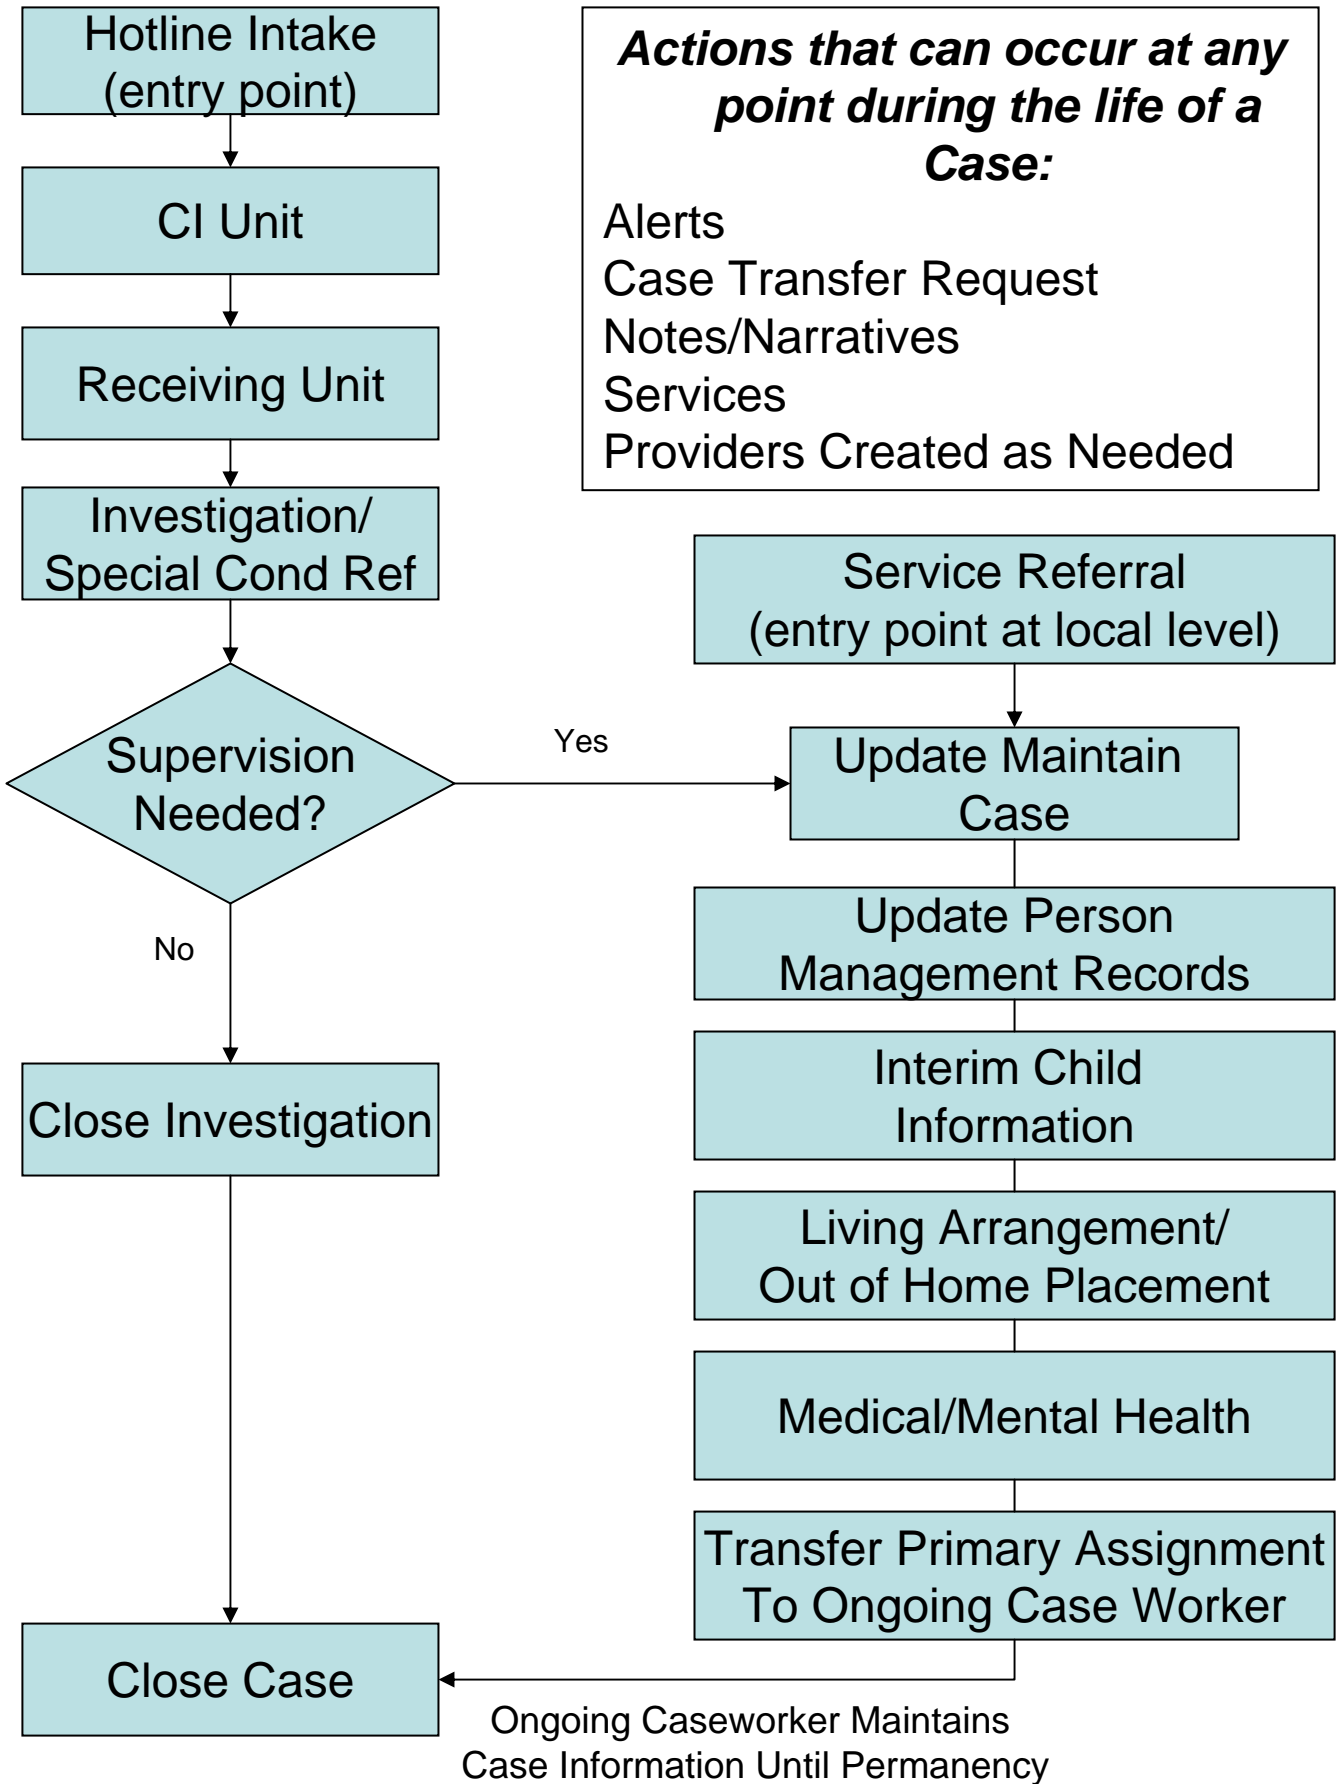 Hotline Intake
(entry point)
CI Unit
Receiving Unit
Investigation/
Special Cond Ref
Supervision
Needed?
Yes
No
Close Investigation
Close Case
Actions that can occur at any
point during the life of a
Case:
Alerts
Case Transfer Request
Notes/Narratives
Services
Providers Created as Needed
Service Referral
(entry point at local level)
Update Maintain
Case
Update Person
Management Records
Interim Child
Information
Living Arrangement/
Out of Home Placement
Medical/Mental Health
Transfer Primary Assignment
To Ongoing Case Worker
Ongoing Caseworker Maintains
Case Information Until Permanency